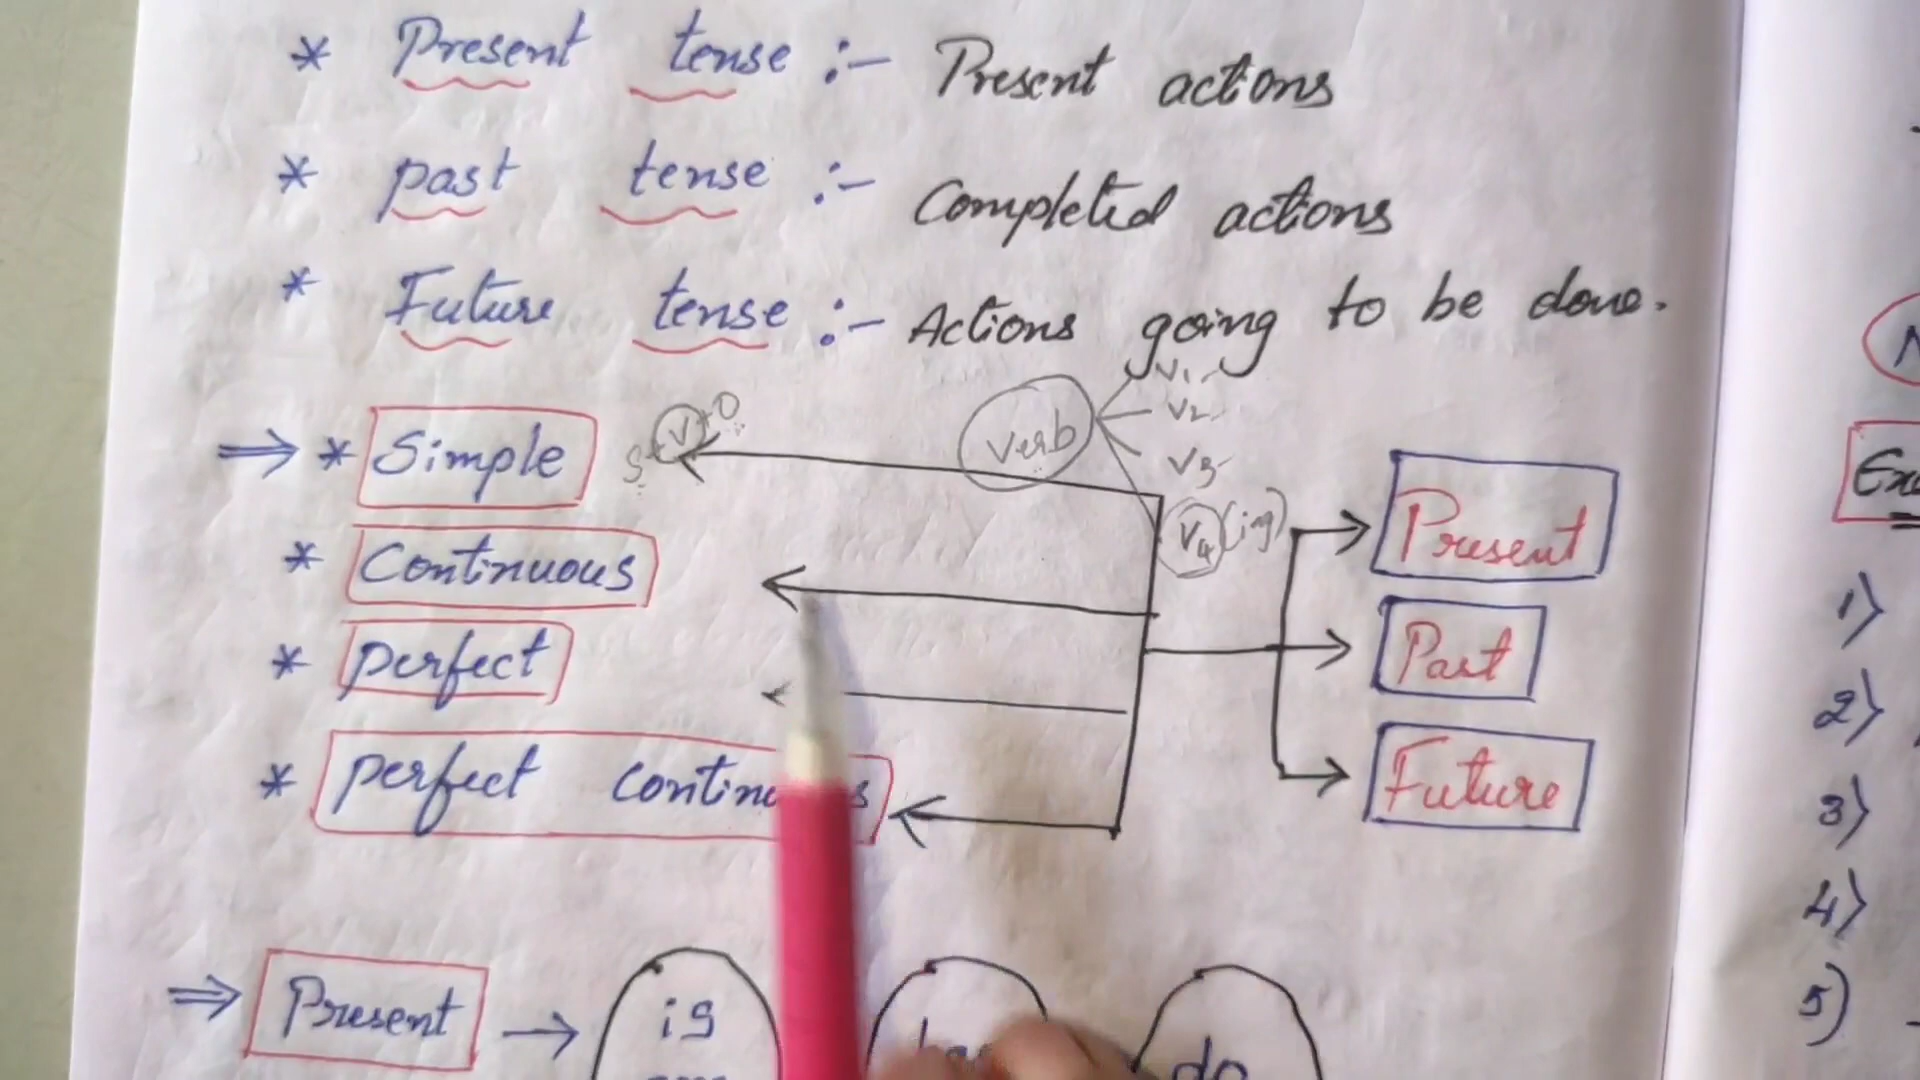 * Present tense :- Present actions
* past tense :- Completed actions
* Future tense :- Actions going to be done.
V1
V2
V3
V4 (ing)
Verb
S+V+O
⇒ * Simple
* Continuous
* perfect
* perfect continuous
Present
Past
Future
⇒ Present → is
do
1)
2)
3)
4)
5)